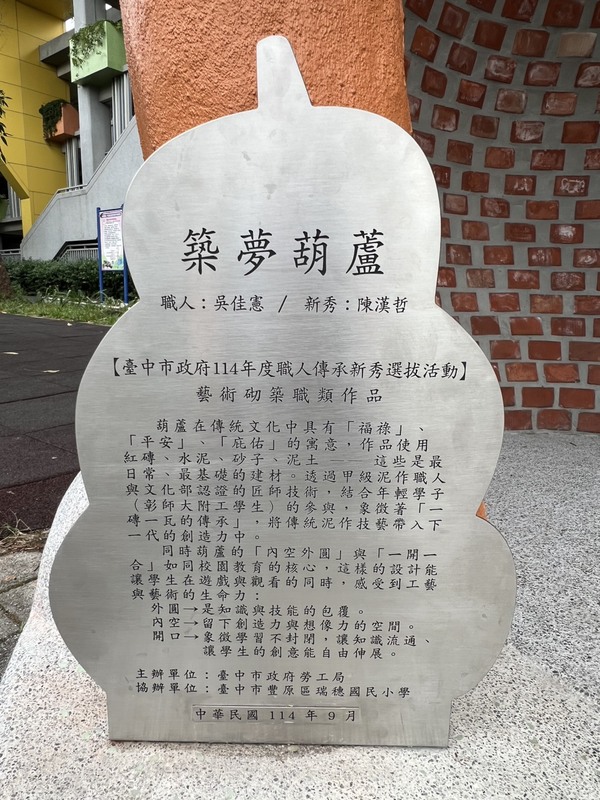 築夢葫蘆
職人：吳佳憲 / 新秀：陳漢哲
【臺中市政府114年度職人傳承新秀選拔活動】
藝術砌築職類作品
葫蘆在傳統文化中具有「福祿」、
「平安」、「庇佑」的寓意，作品使用
紅磚、水泥、砂子、泥土——這些是最
日常、最基礎的建材。透過甲級泥作職人
與文化部認證的匠師技術，結合年輕學子
（彰師大附工學生）的參與，象徵著「一
磚一瓦的傳承」，將傳統泥作技藝帶入下
一代的創造力中。
同時葫蘆的「內空外圓」與「一開一
合」如同校園教育的核心，這樣的設計能
讓學生在遊戲與觀看的同時，感受到工藝
與藝術的生命力：
外圓→是知識與技能的包覆。
內空→留下創造力與想像力的空間。
開口→象徵學習不封閉，讓知識流通、
讓學生的創意能自由伸展。
主辦單位：臺中市政府勞工局
協辦單位：臺中市豐原區瑞穗國民小學
中華民國 114 年 9 月